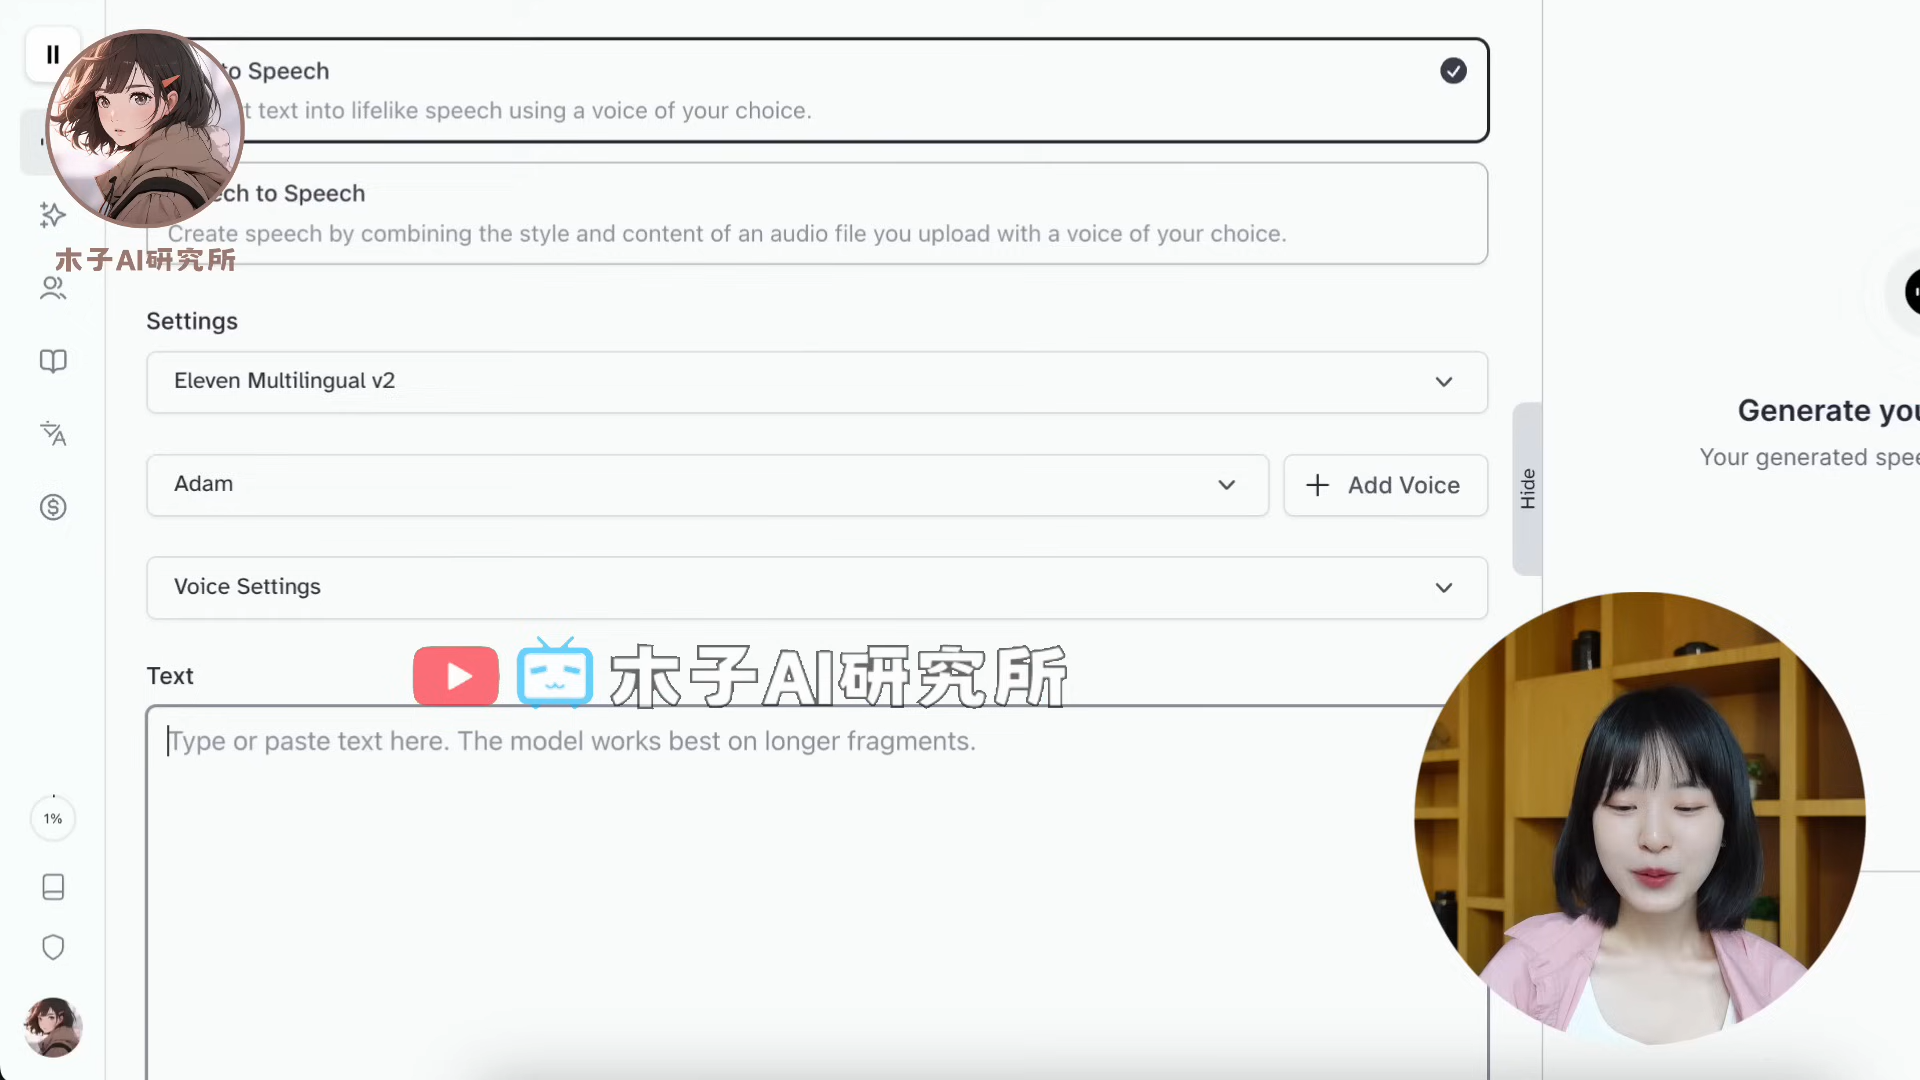 to Speech
t text into lifelike speech using a voice of your choice.
ch to Speech
Create speech by combining the style and content of an audio file you upload with a voice of your choice.
木子AI研究所
Settings
Eleven Multilingual v2
Adam
Add Voice
Hide
Voice Settings
Generate you
Your generated spee
Text
木子AI研究所
Type or paste text here. The model works best on longer fragments.
1%